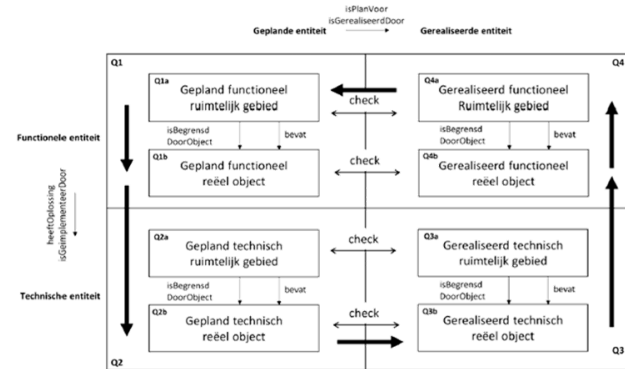 isPlanVoor
isGerealiseerdDoor
Geplande entiteit
Gerealiseerde entiteit
Q1
Q4
Q1a
Gepland functioneel
ruimtelijk gebied
Q4a
Gerealiseerd functioneel
Ruimtelijk gebied
check
Functionele entiteit
isBegrensd
DoorObject
bevat
isBegrensd
DoorObject
bevat
Q1b
Gepland functioneel
reëel object
check
Q4b
Gerealiseerd functioneel
reëel object
heeftOplossing
isGeimplementeerDoor
Q2a
Gepland technisch
ruimtelijk gebied
check
Q3a
Gerealiseerd technisch
ruimtelijk gebied
Technische entiteit
isBegrensd
DoorObject
bevat
isBegrensd
DoorObject
bevat
Q2b
Gepland technisch
reëel object
check
Q3b
Gerealiseerd technisch
reëel object
Q2
Q3